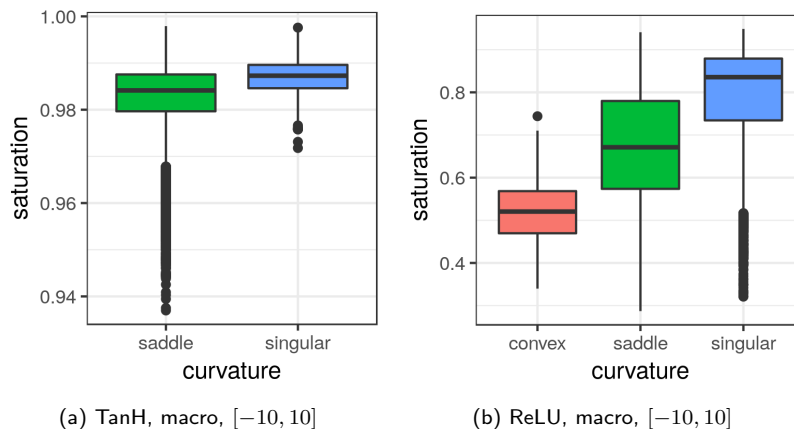 1.00
0.98
0.96
0.94
saturation
saddle
singular
curvature
(a) TanH, macro, [−10, 10]
0.8
0.6
0.4
saturation
convex
saddle
singular
curvature
(b) ReLU, macro, [−10, 10]